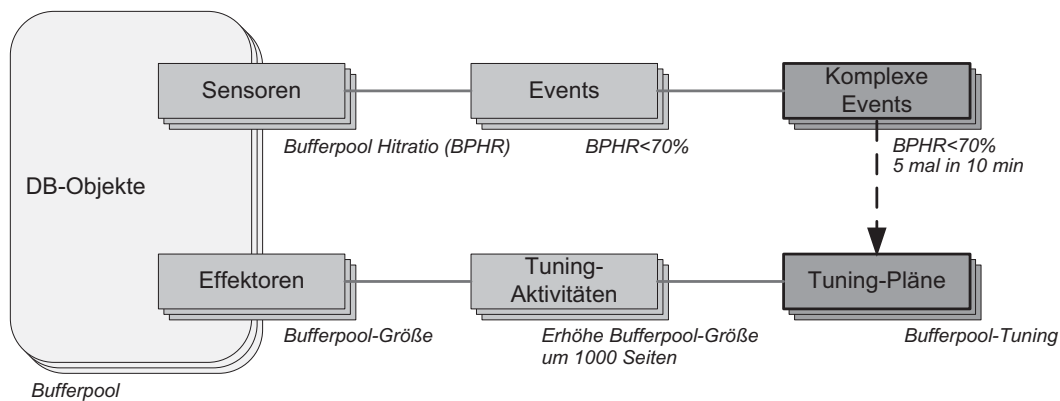 Sensoren
Events
Komplexe
Events
Bufferpool Hitratio (BPHR)
BPHR<70%
BPHR<70%
5 mal in 10 min
DB-Objekte
Effektoren
Tuning-
Aktivitäten
Tuning-Pläne
Bufferpool-Größe
Erhöhe Bufferpool-Größe
um 1000 Seiten
Bufferpool-Tuning
Bufferpool